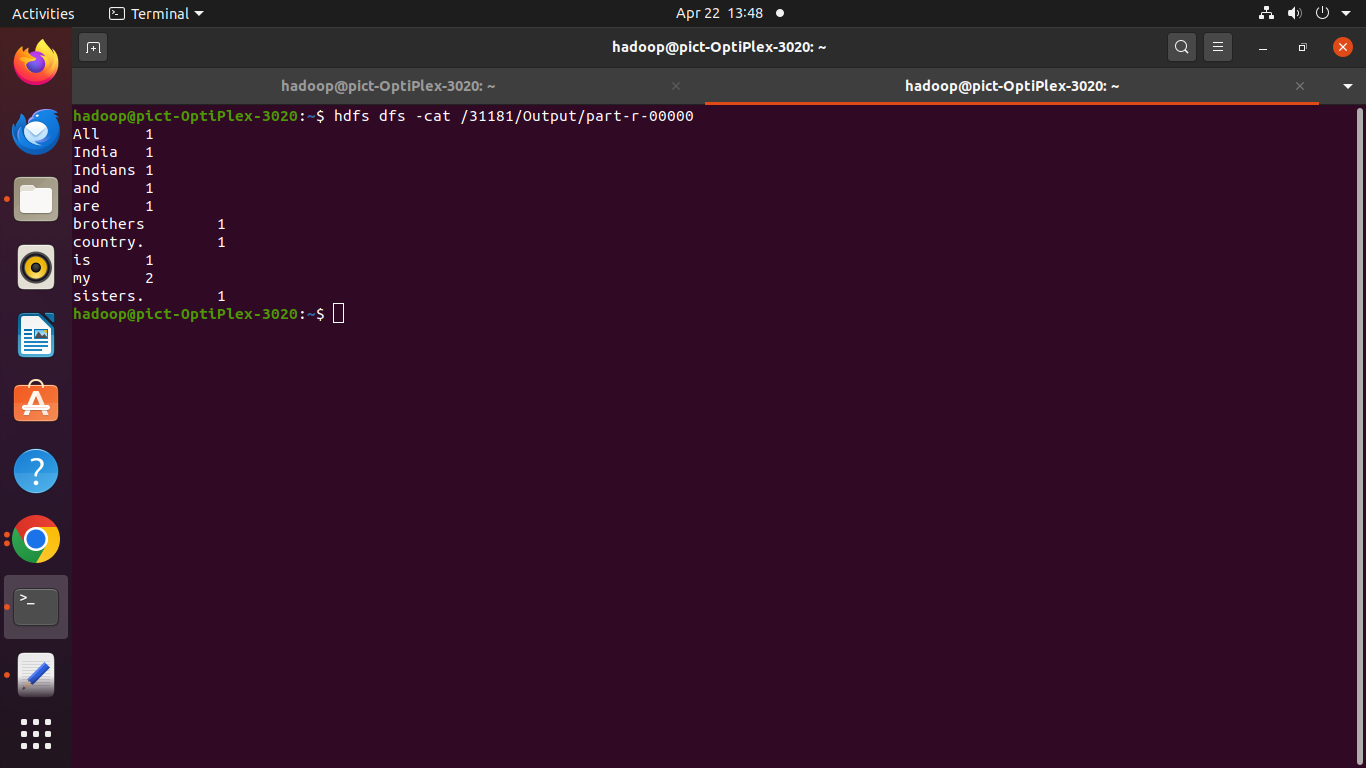 Activities Terminal Apr 22 13:48
hadoop@pict-OptiPlex-3020: ~
hadoop@pict-OptiPlex-3020: ~ hadoop@pict-OptiPlex-3020: ~
hadoop@pict-OptiPlex-3020:~$ hdfs dfs -cat /31181/Output/part-r-00000
All 1
India 1
Indians 1
and 1
are 1
brothers 1
country. 1
is 1
my 2
sisters. 1
hadoop@pict-OptiPlex-3020:~$